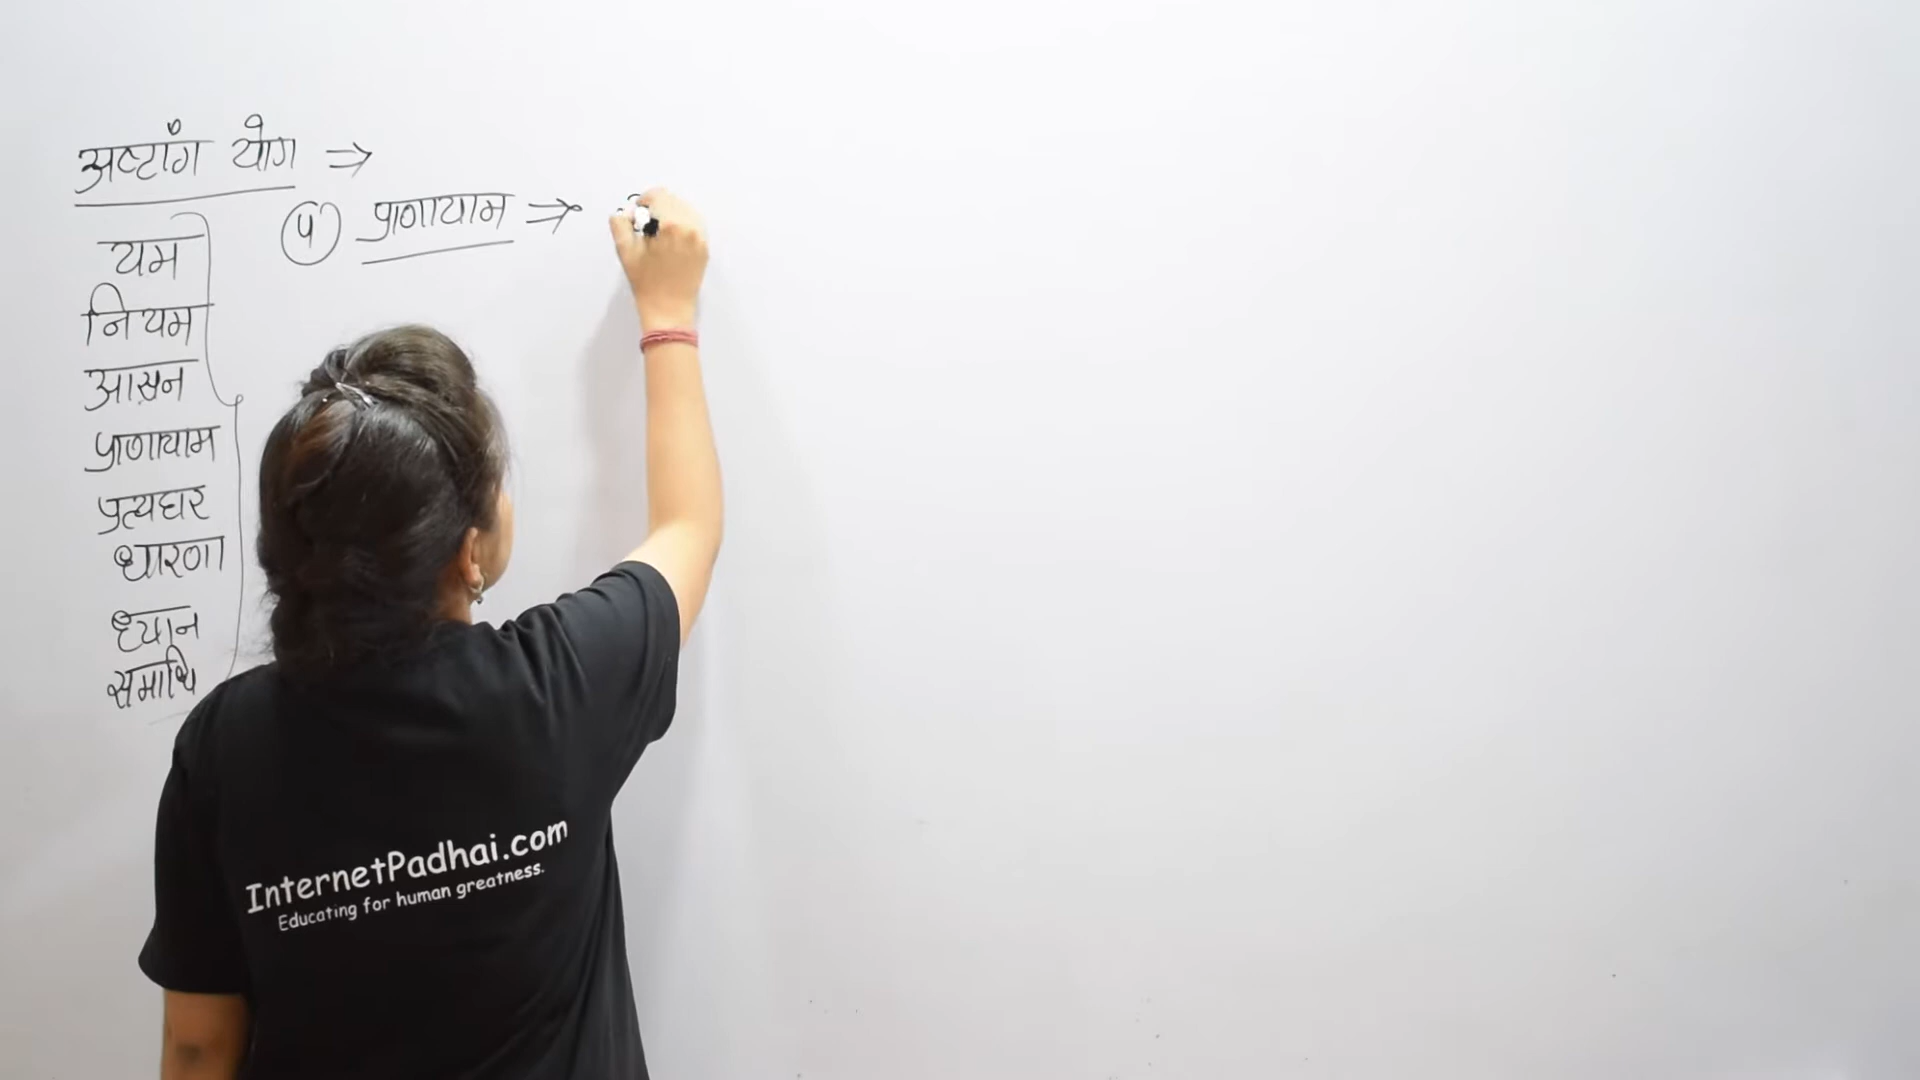 अष्टांग योग ⇒
यम
नियम
आसन
प्राणायाम
प्रत्यहार
धारणा
ध्यान
समाधि
④ प्राणायाम ⇒
InternetPadhai.com
Educating for human greatness.